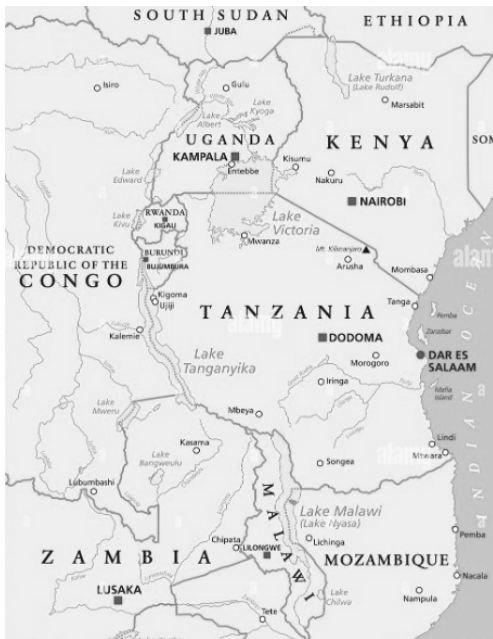 SOUTH SUDAN
JUBA
ETHIOPIA
Isiro
Gulu
Lake Turkana
(Lake Rudolf)
Marsabit
Lake
Albert
Lake
Kyoga
UGANDA
KAMPALA
Entebbe
KENYA
SOM
Kisumu
Nakuru
NAIROBI
Lake
Edward
Lake
Kivu
RWANDA
KIGALI
Lake
Victoria
Mwanza
Mt. Kilimanjaro
Arusha
Mombasa
DEMOCRATIC
REPUBLIC OF THE
CONGO
BURUNDI
BUJUMBURA
Kigoma
Ujiji
TANZANIA
Tanga
Pemba
Zanzibar
INDIAN OCEAN
Kalemie
DODOMA
Morogoro
DAR ES
SALAAM
Lake
Tanganyika
Iringa
Mafia
Island
Lake
Mweru
Mbeya
Kasama
Lake
Bangweulu
Songea
Lindi
Mtwara
Lubumbashi
MALAWI
Lake Malawi
(Lake Nyasa)
Pemba
ZAMBIA
Chipata
LILONGWE
Lichinga
MOZAMBIQUE
LUSAKA
Lake
Chilwa
Nacale
Nampula
Tete
alamy